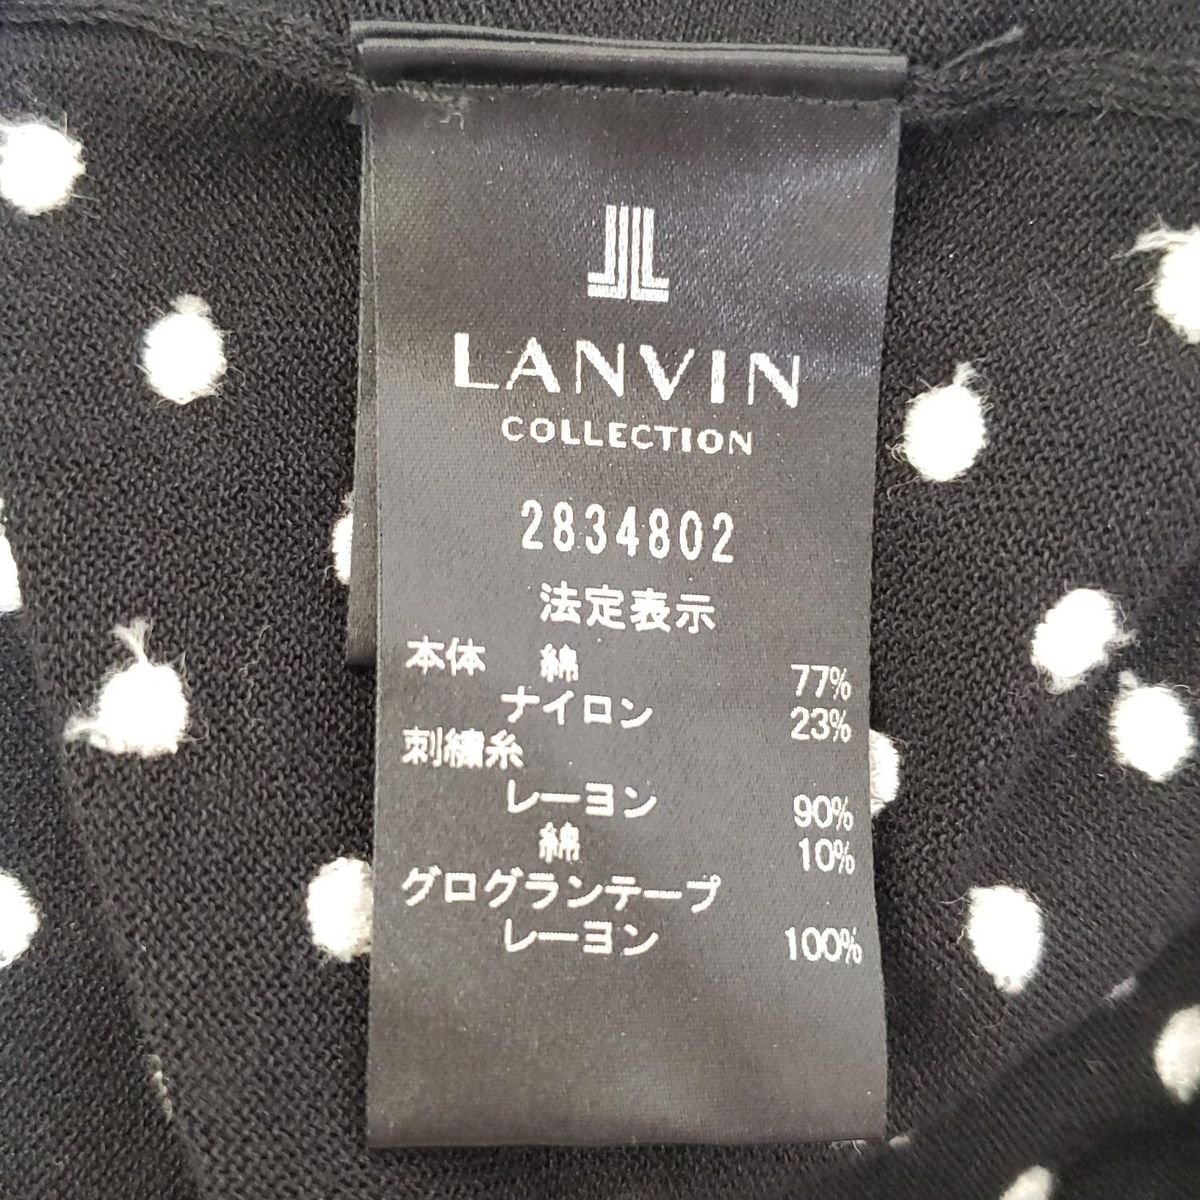 LANVIN
COLLECTION
2834802
法定表示
本体 綿 77%
ナイロン 23%
刺繍糸
レーヨン 90%
綿 10%
グログランテープ
レーヨン 100%